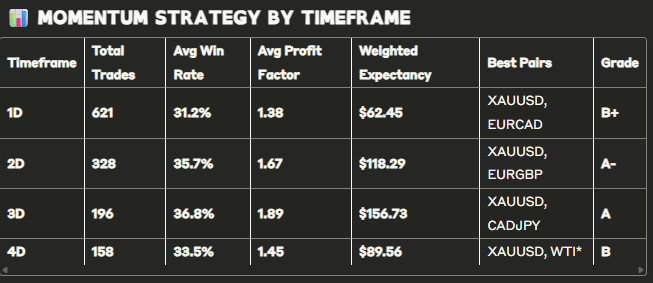 📊 MOMENTUM STRATEGY BY TIMEFRAME
Timeframe Total Trades Avg Win Rate Avg Profit Factor Weighted Expectancy Best Pairs Grade
1D 621 31.2% 1.38 $62.45 XAUUSD, EURCAD B+
2D 328 35.7% 1.67 $118.29 XAUUSD, EURGBP A-
3D 196 36.8% 1.89 $156.73 XAUUSD, CADJPY A
4D 158 33.5% 1.45 $89.56 XAUUSD, WTI* B